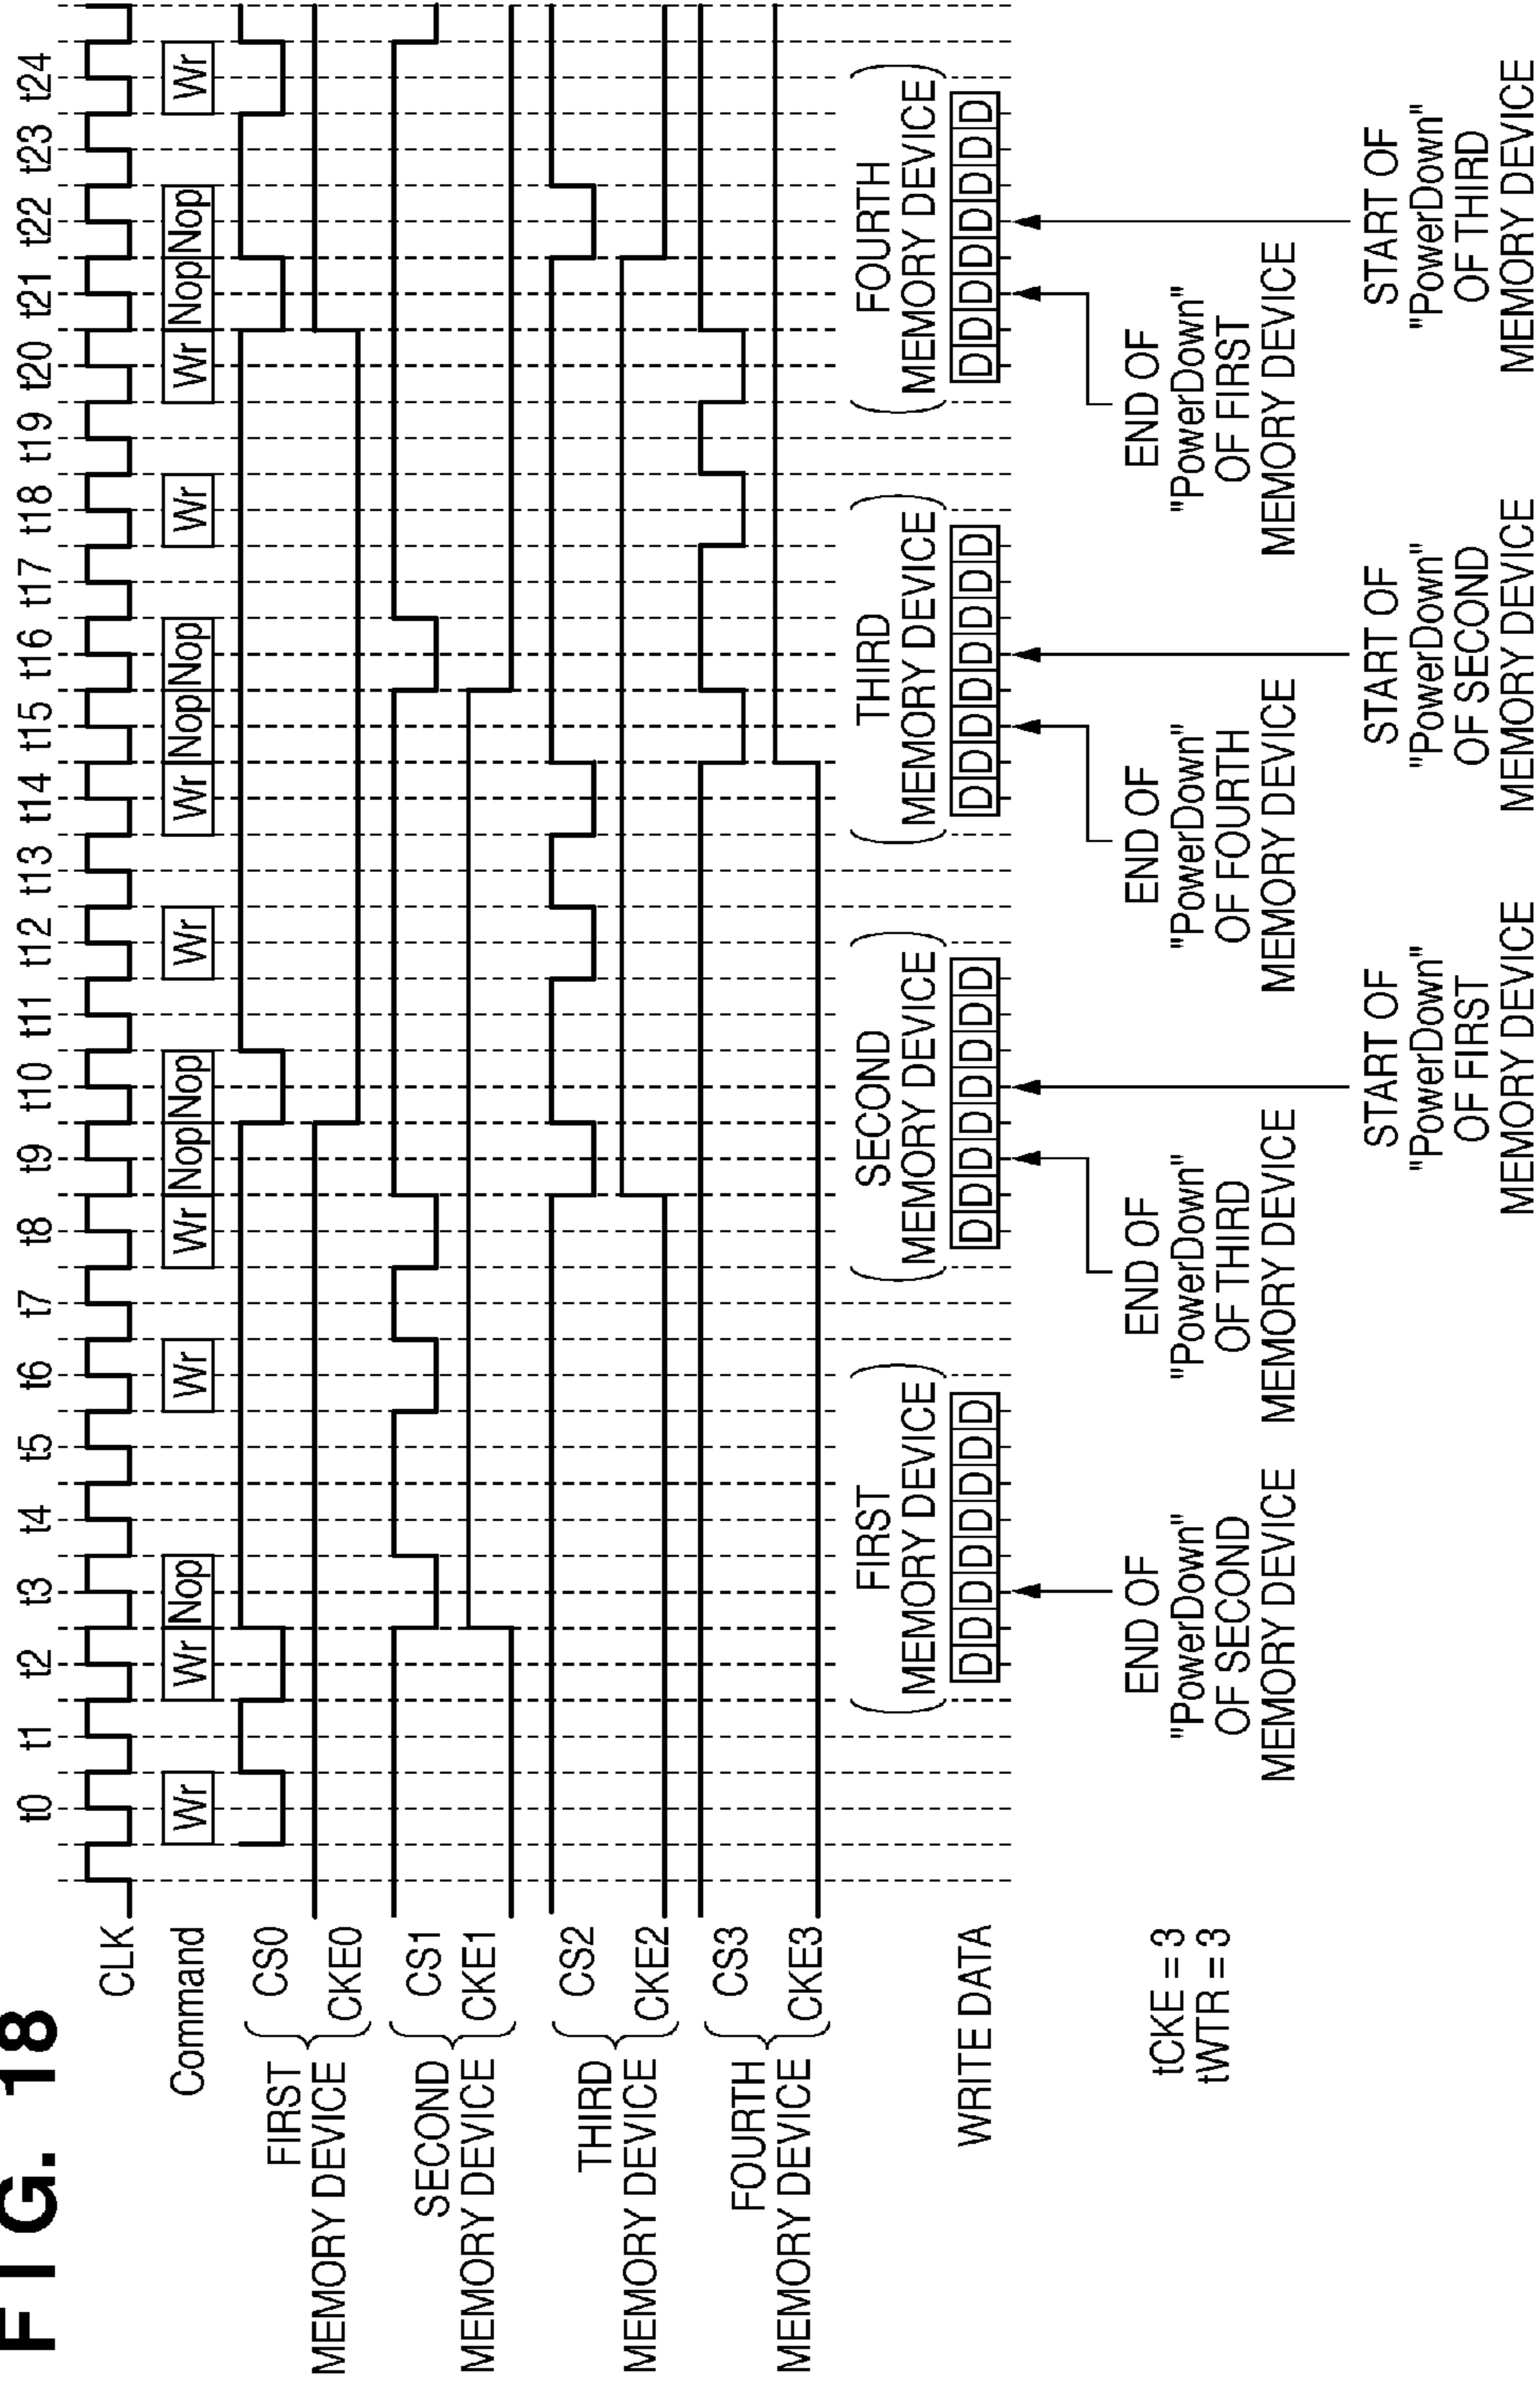 FIG. 18
t0 t1 t2 t3 t4 t5 t6 t7 t8 t9 t10 t11 t12 t13 t14 t15 t16 t17 t18 t19 t20 t21 t22 t23 t24
CLK
Command Wr Wr Nop Wr Wr Nop Nop Wr Wr Nop Nop Wr Wr Nop Nop Wr
FIRST
MEMORY DEVICE
CS0
CKE0
SECOND
MEMORY DEVICE
CS1
CKE1
THIRD
MEMORY DEVICE
CS2
CKE2
FOURTH
MEMORY DEVICE
CS3
CKE3
(FIRST
MEMORY DEVICE)
(SECOND
MEMORY DEVICE)
(THIRD
MEMORY DEVICE)
(FOURTH
MEMORY DEVICE)
WRITE DATA D D D D D D D D D D D D D D D D D D D D D D D D D D D D D D D D
tCKE = 3
tWTR = 3
END OF
"PowerDown"
OF SECOND
MEMORY DEVICE
END OF
"PowerDown"
OF THIRD
MEMORY DEVICE
END OF
"PowerDown"
OF FOURTH
MEMORY DEVICE
END OF
"PowerDown"
OF FIRST
MEMORY DEVICE
START OF
"PowerDown"
OF FIRST
MEMORY DEVICE
START OF
"PowerDown"
OF SECOND
MEMORY DEVICE
START OF
"PowerDown"
OF THIRD
MEMORY DEVICE